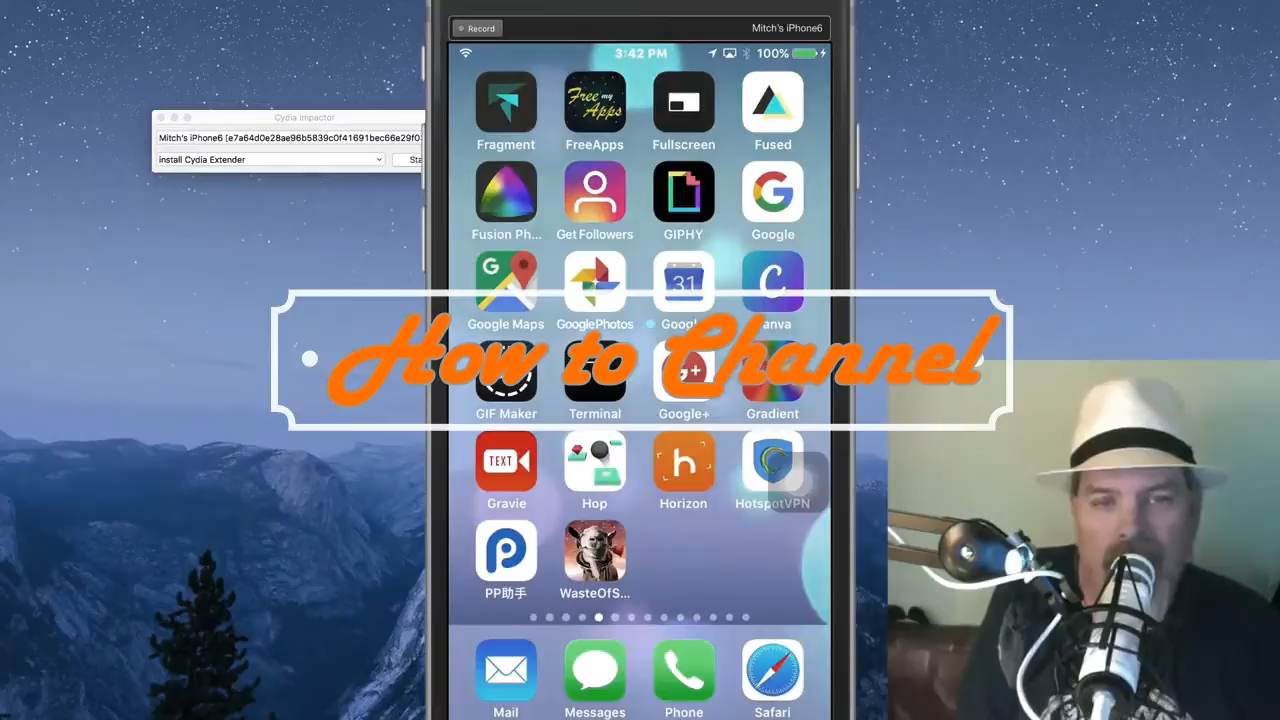 Record
Mitch's iPhone6
3:42 PM
100%
Cydia Impactor
Mitch's iPhone6 [e7a64d0e28ae96b5839c0f41691bec66e29f0
install Cydia Extender
Sta
Free my Apps
Fragment
FreeApps
Fullscreen
Fused
Fusion Ph...
Get Followers
GIPHY
Google
G
31
C
Google Maps
GooglePhotos
Googl
anva
How to Channel
G+
GIF Maker
Terminal
Google+
Gradient
TEXT
h
Gravie
Hop
Horizon
HotspotVPN
PP助手
WasteOfS...
Mail
Messages
Phone
Safari